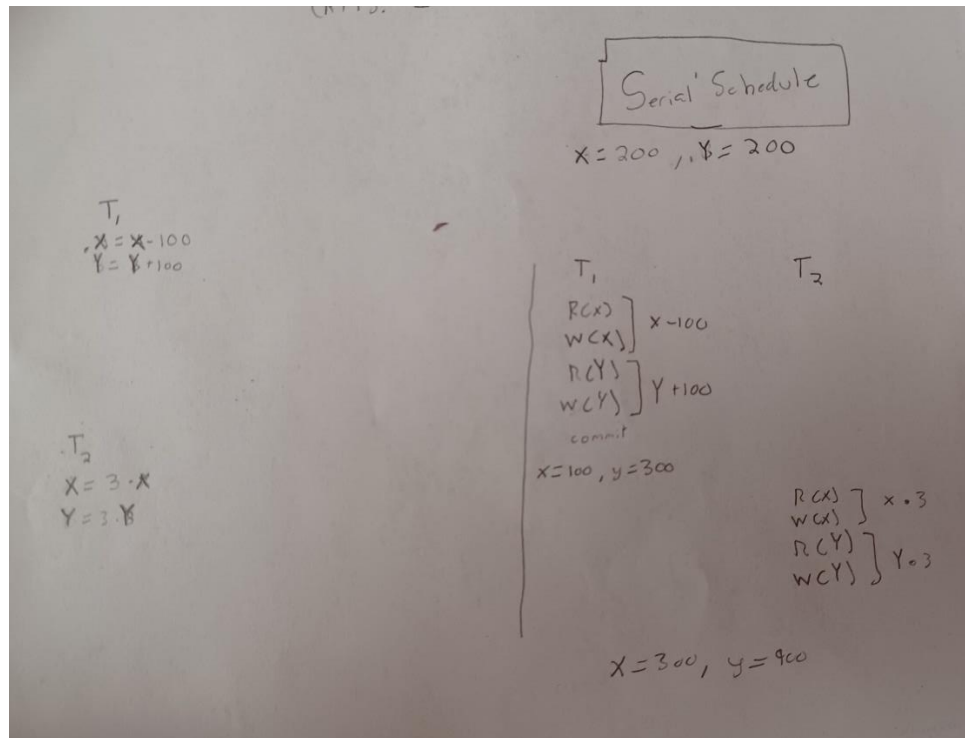 Serial Schedule
X = 200 , Y = 200
T1
X = X - 100
Y = Y + 100
T2
X = 3 · X
Y = 3 · Y
T1 T2
R(X)
W(X) ] X - 100
R(Y)
W(Y) ] Y + 100
commit
X = 100 , y = 300
R(X)
W(X) ] X · 3
R(Y)
W(Y) ] Y · 3
X = 300, y = 900